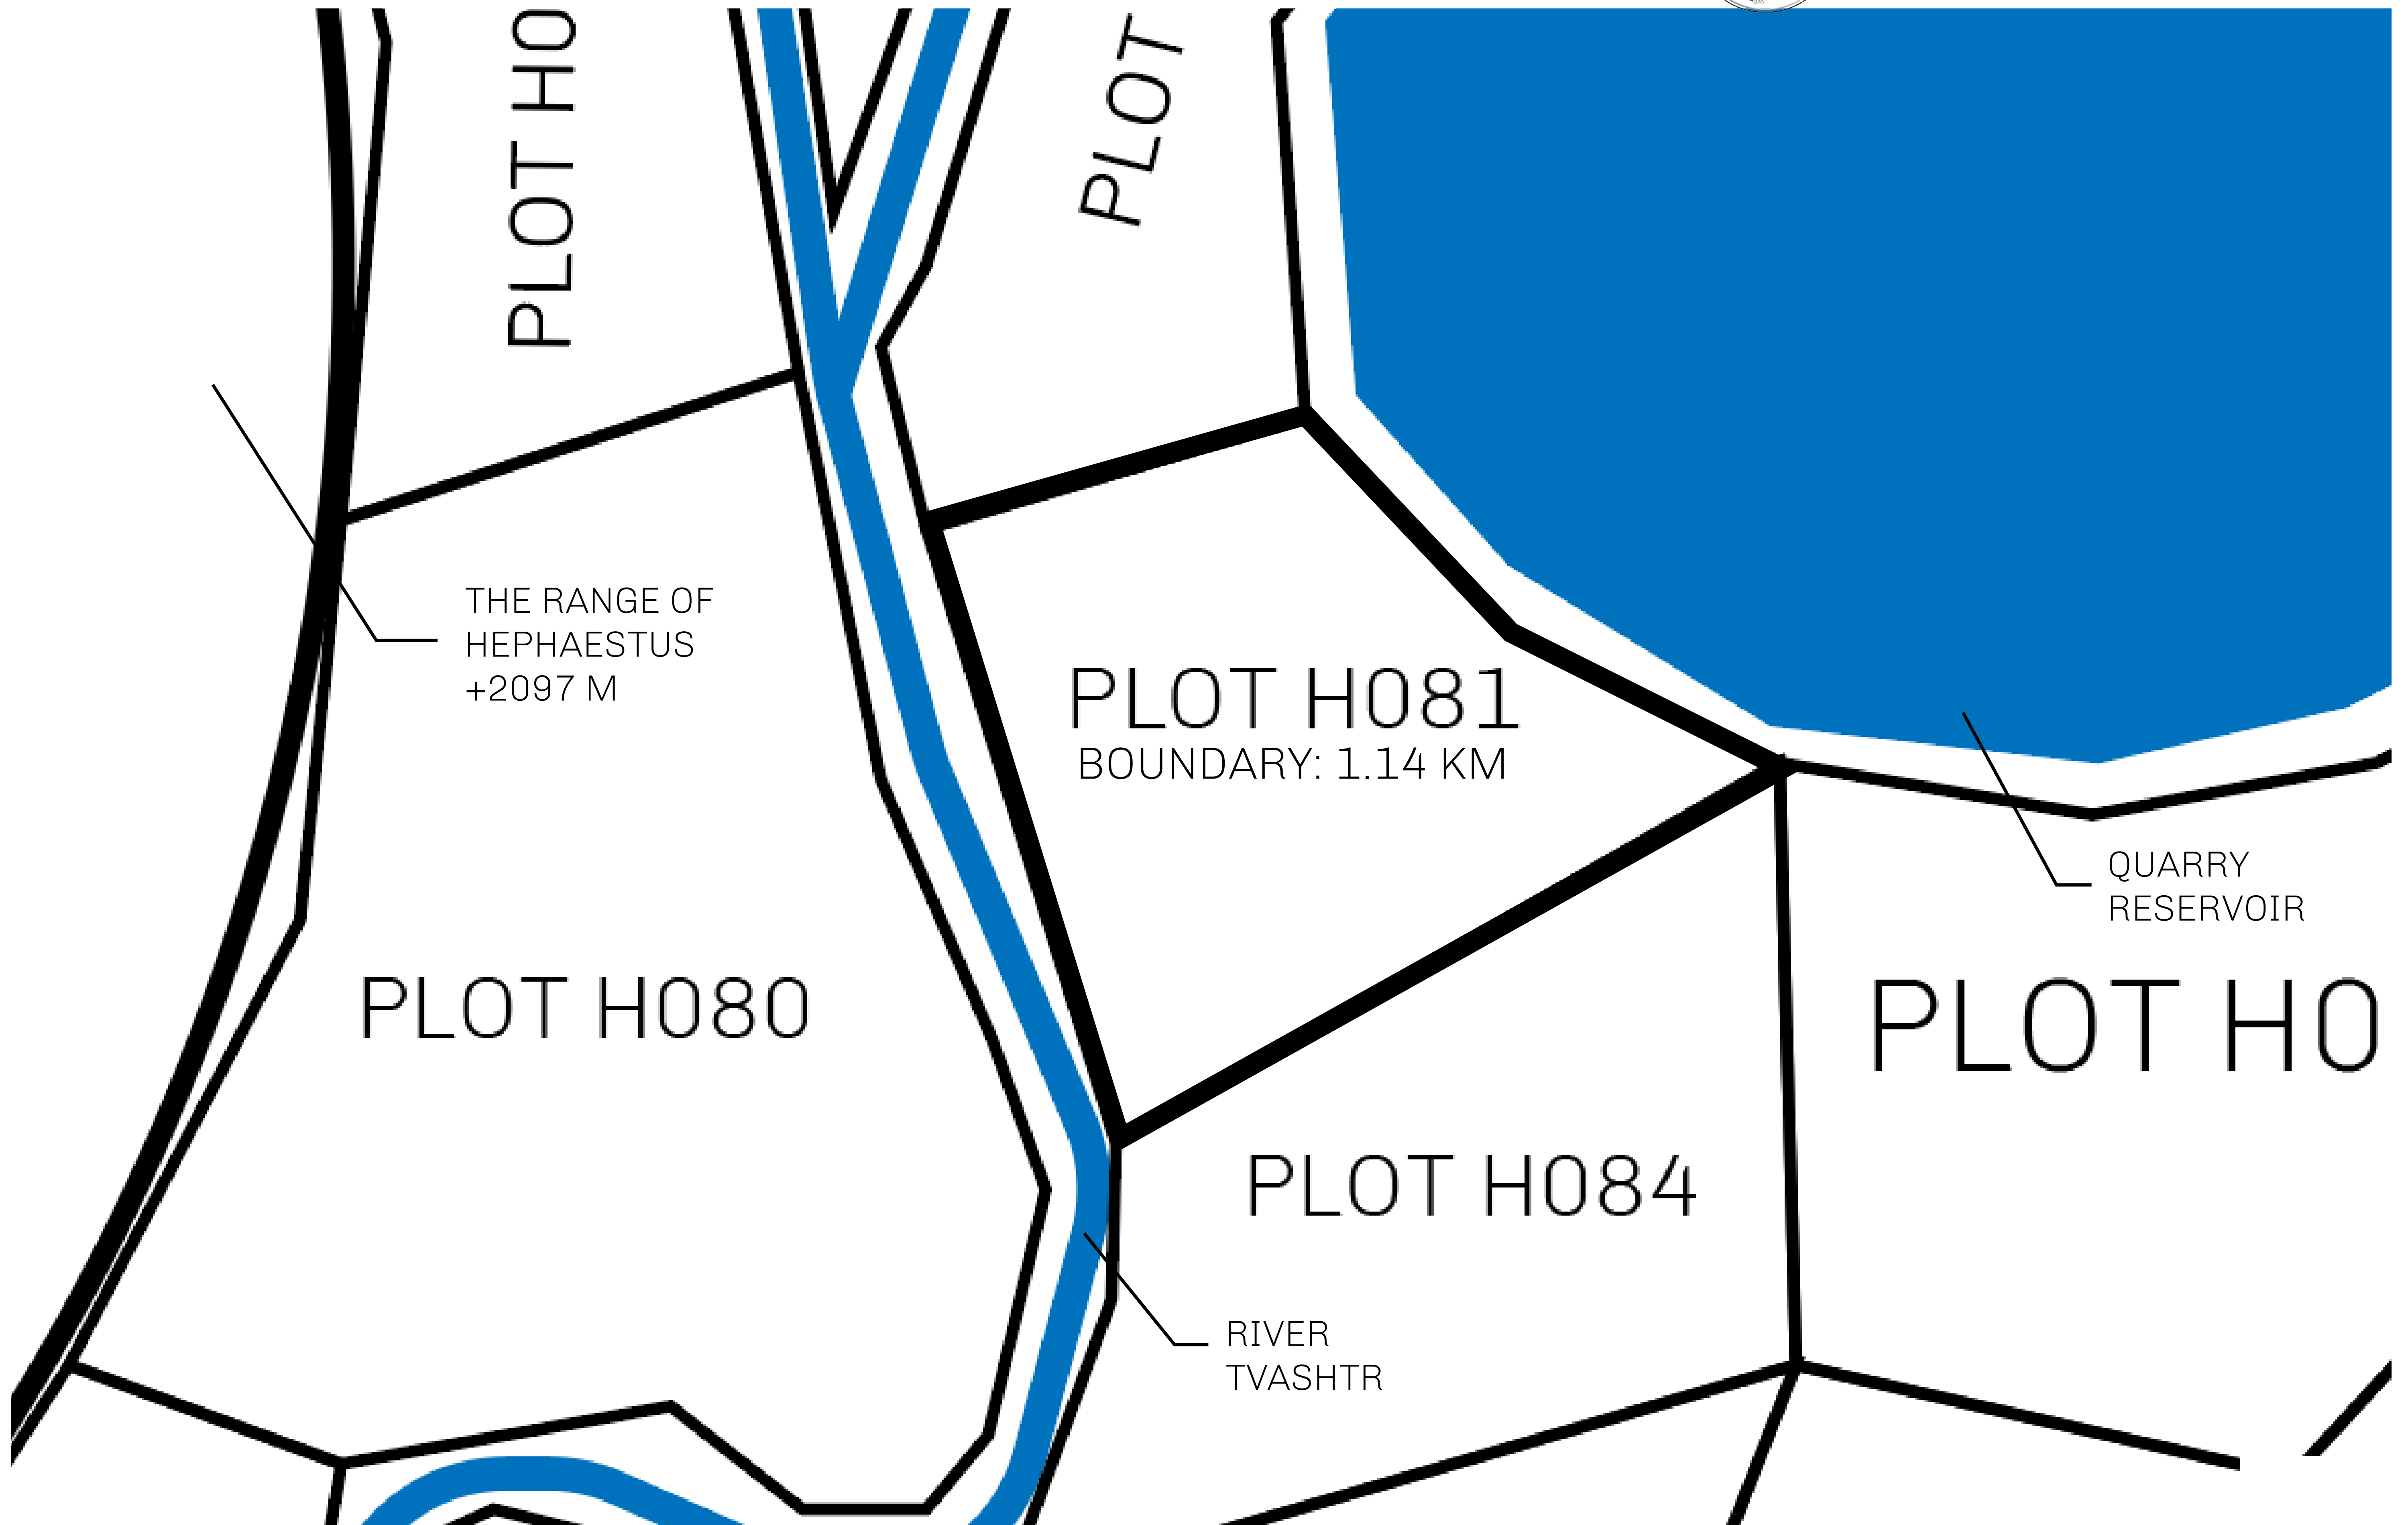 PLOT H0
PLOT
THE RANGE OF
HEPHAESTUS
+2097 M
PLOT H081
BOUNDARY: 1.14 KM
QUARRY
RESERVOIR
PLOT H080
PLOT H0
PLOT H084
RIVER
TVASHTR